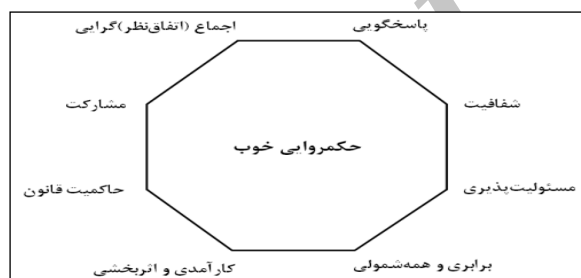 پاسخگویی
اجماع (اتفاق‌نظر)گرایی
شفافیت
مشارکت
حکمروایی خوب
مسئولیت‌پذیری
حاکمیت قانون
برابری و همه‌شمولی
کارآمدی و اثربخشی